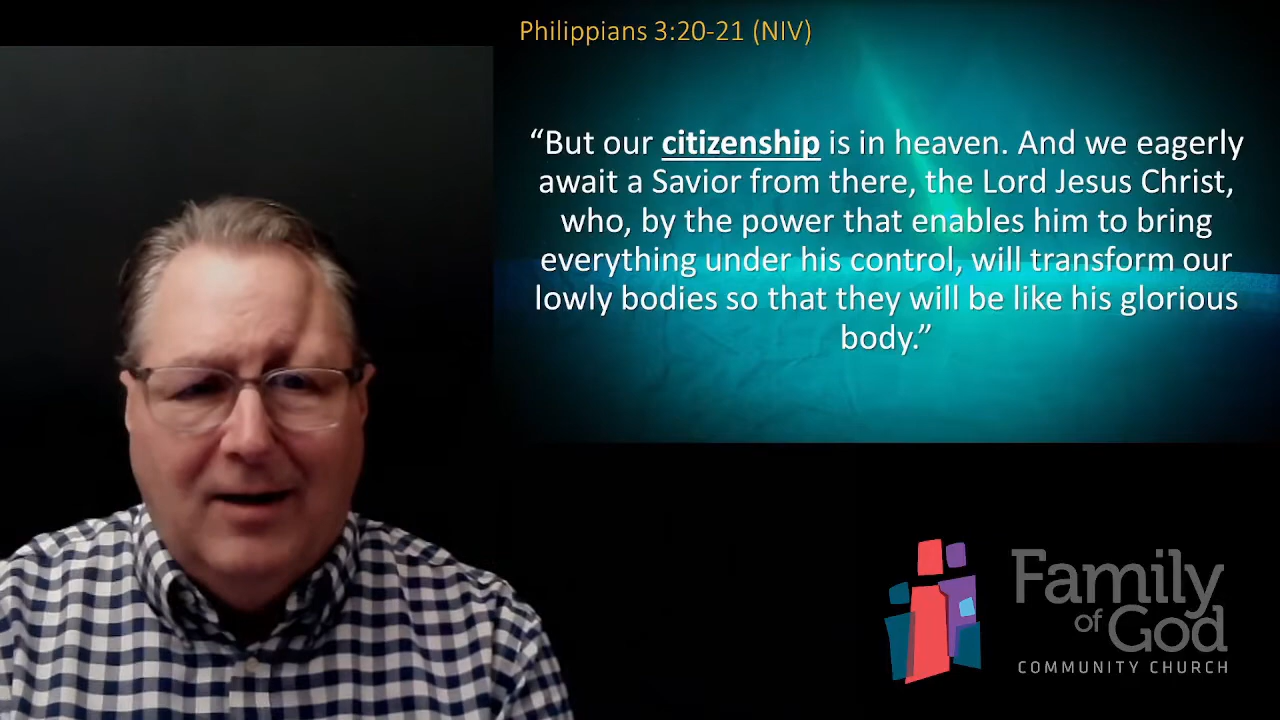 Philippians 3:20-21 (NIV)
“But our citizenship is in heaven. And we eagerly
await a Savior from there, the Lord Jesus Christ,
who, by the power that enables him to bring
everything under his control, will transform our
lowly bodies so that they will be like his glorious
body.”
Family
of God
COMMUNITY CHURCH